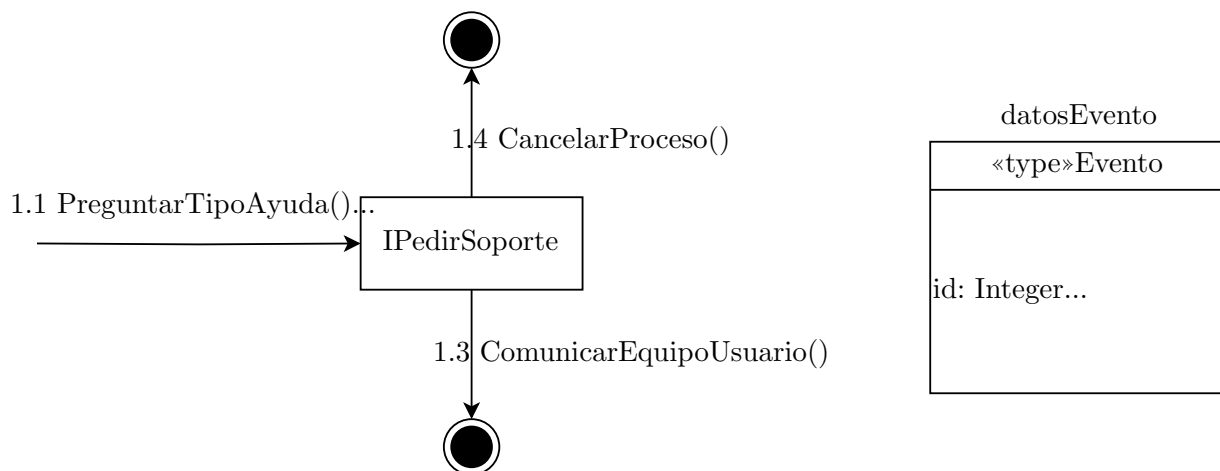 datosEvento
1.4 CancelarProceso()
«type»Evento
1.1 PreguntarTipoAyuda()...
IPedirSoporte
id: Integer...
1.3 ComunicarEquipoUsuario()